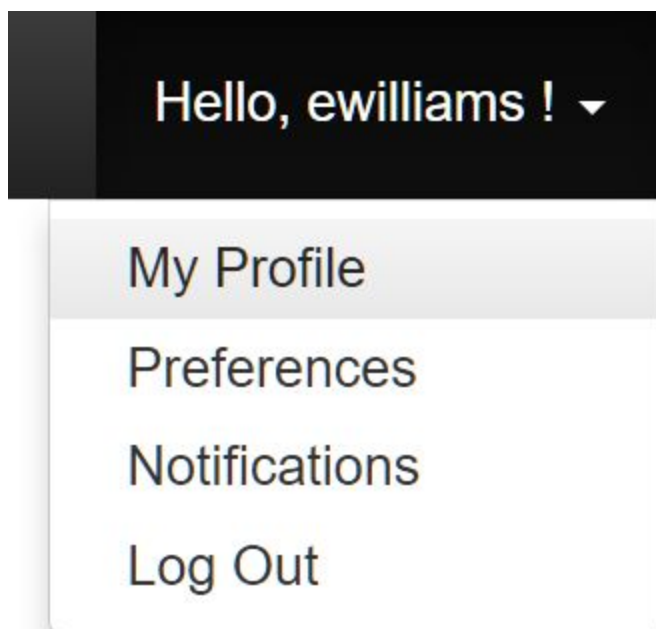 Hello, ewilliams !
My Profile
Preferences
Notifications
Log Out